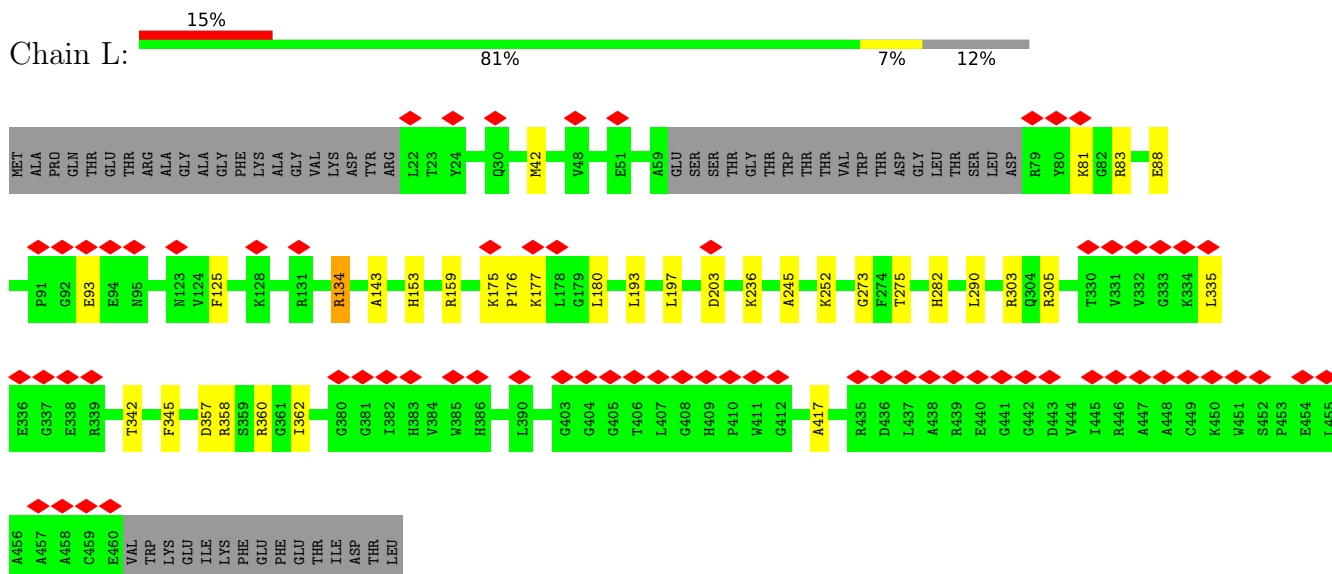 15%
Chain L:
81% 7% 12%
MET ALA PRO GLN THR GLU THR ARG ALA GLY ALA GLY PHE LYS ALA GLY VAL LYS ASP TYR ARG L22 T23 Y24 Q30 M42 V48 E51 A59 GLU SER SER THR GLY THR TRP THR THR VAL TRP THR ASP GLY LEU THR SER LEU ASP R79 Y80 K81 G82 R83 E88
P91 G92 E93 E94 N95 N123 V124 F125 K128 R131 R134 A143 H153 R159 K175 P176 K177 L178 G179 L180 L193 L197 D203 K236 A245 K252 G273 F274 T275 H282 L290 R303 Q304 R305 T330 V331 V332 G333 K334 L335
E336 G337 E338 R339 T342 F345 D357 R358 S359 R360 G361 I362 G380 G381 I382 H383 V384 W385 H386 L390 G403 G404 G405 T406 L407 G408 H409 P410 W411 G412 A417 R435 D436 L437 A438 R439 E440 G441 G442 D443 V444 I445 R446 A447 A448 C449 K450 W451 S452 P453 E454 L455
A456 A457 A458 C459 E460 VAL TRP LYS GLU ILE LYS PHE GLU PHE GLU THR ILE ASP THR LEU